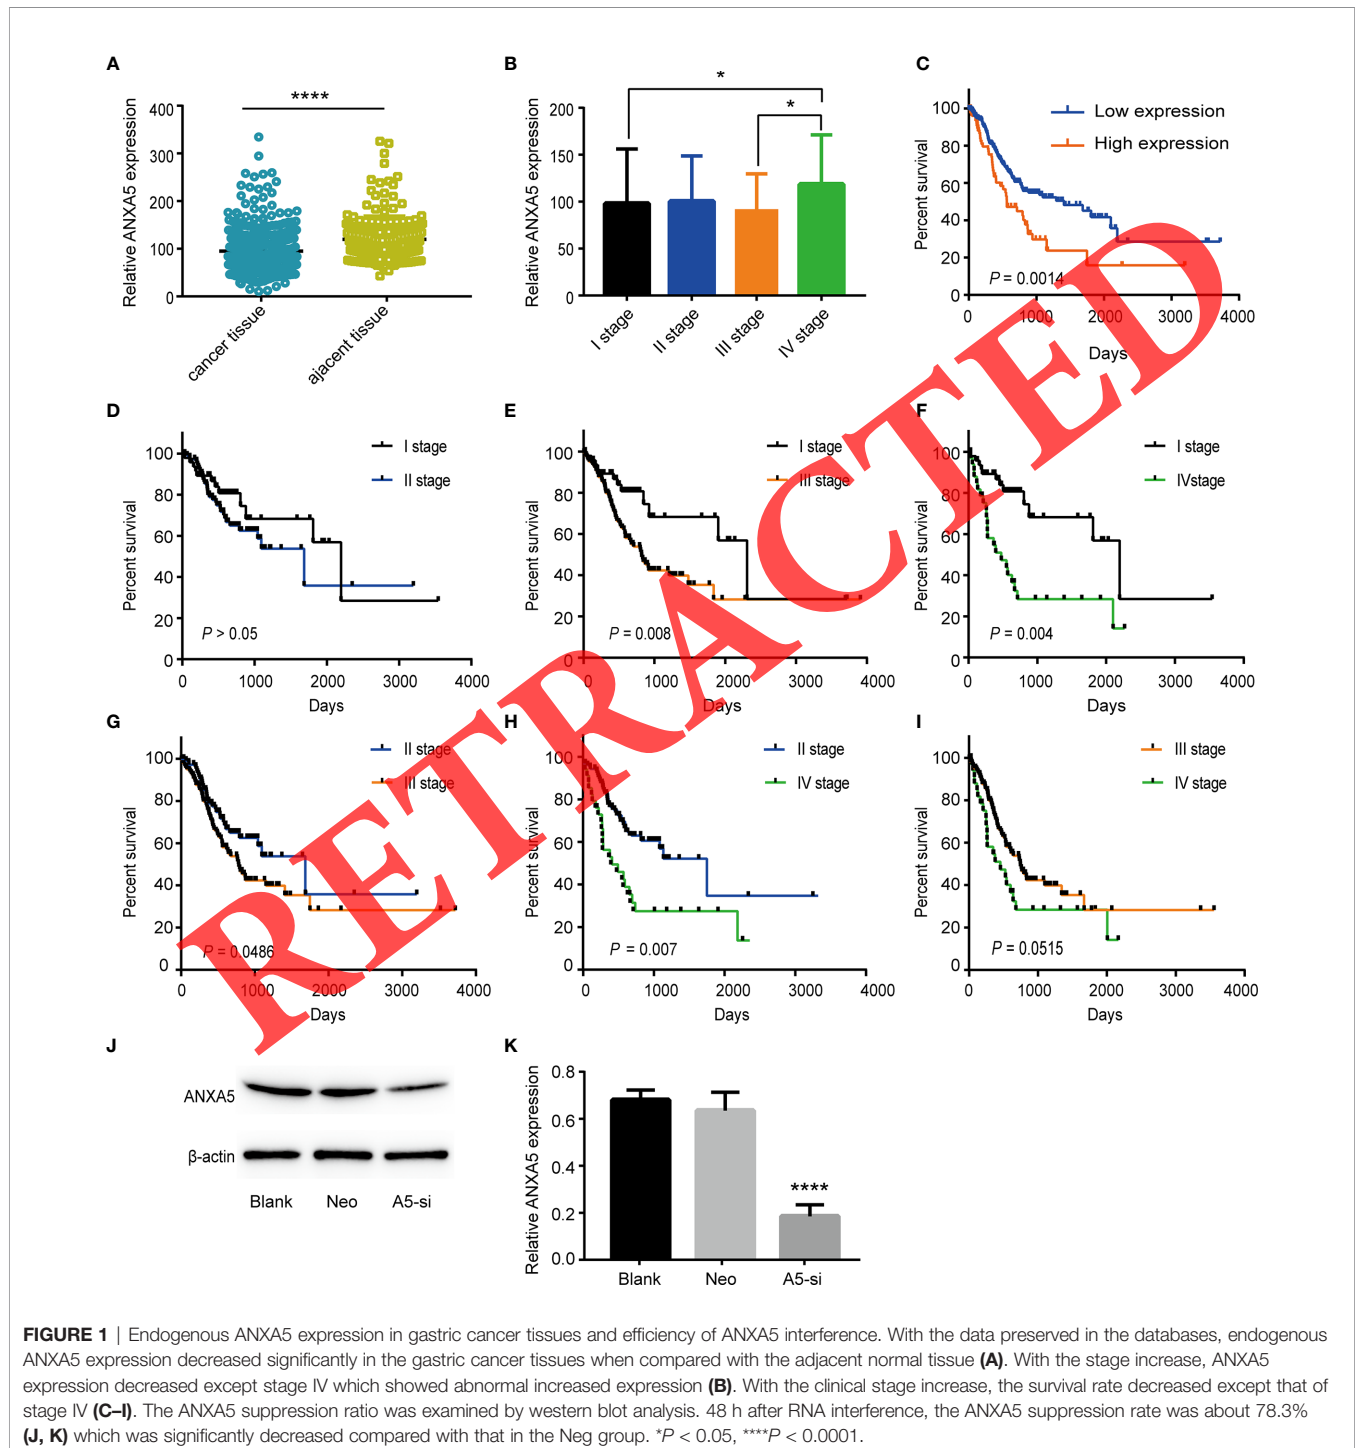 A
Relative ANXA5 expression
400
300
200
100
0
****
cancer tissue
ajacent tissue
B
Relative ANXA5 expression
200
150
100
50
0
*
*
I stage
II stage
III stage
IV stage
C
Percent survival
100
80
60
40
20
0
Low expression
High expression
P = 0.0014
0 1000 2000 3000 4000
Days
D
Percent survival
100
80
60
40
20
0
I stage
II stage
P > 0.05
0 1000 2000 3000 4000
Days
E
Percent survival
100
80
60
40
20
0
I stage
III stage
P = 0.008
0 1000 2000 3000 4000
Days
F
Percent survival
100
80
60
40
20
0
I stage
IVstage
P = 0.004
0 1000 2000 3000 4000
Days
G
Percent survival
100
80
60
40
20
0
II stage
III stage
P = 0.0486
0 1000 2000 3000 4000
Days
H
Percent survival
100
80
60
40
20
0
II stage
IV stage
P = 0.007
0 1000 2000 3000 4000
Days
I
Percent survival
100
80
60
40
20
0
III stage
IV stage
P = 0.0515
0 1000 2000 3000 4000
Days
RETRACTED
J
ANXA5
β-actin
Blank Neo A5-si
K
Relative ANXA5 expression
0.8
0.6
0.4
0.2
0.0
****
Blank Neo A5-si
FIGURE 1 | Endogenous ANXA5 expression in gastric cancer tissues and efficiency of ANXA5 interference. With the data preserved in the databases, endogenous
ANXA5 expression decreased significantly in the gastric cancer tissues when compared with the adjacent normal tissue (A). With the stage increase, ANXA5
expression decreased except stage IV which showed abnormal increased expression (B). With the clinical stage increase, the survival rate decreased except that of
stage IV (C–I). The ANXA5 suppression ratio was examined by western blot analysis. 48 h after RNA interference, the ANXA5 suppression rate was about 78.3%
(J, K) which was significantly decreased compared with that in the Neg group. *P < 0.05, ****P < 0.0001.